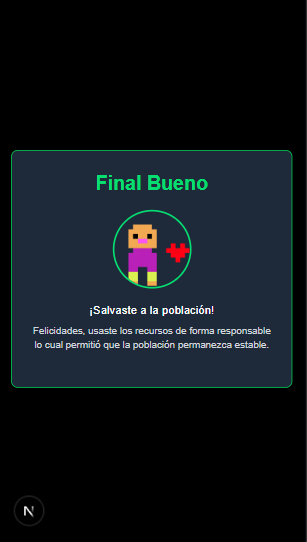 Final Bueno
¡Salvaste a la población!
Felicidades, usaste los recursos de forma responsable
lo cual permitió que la población permanezca estable.
N